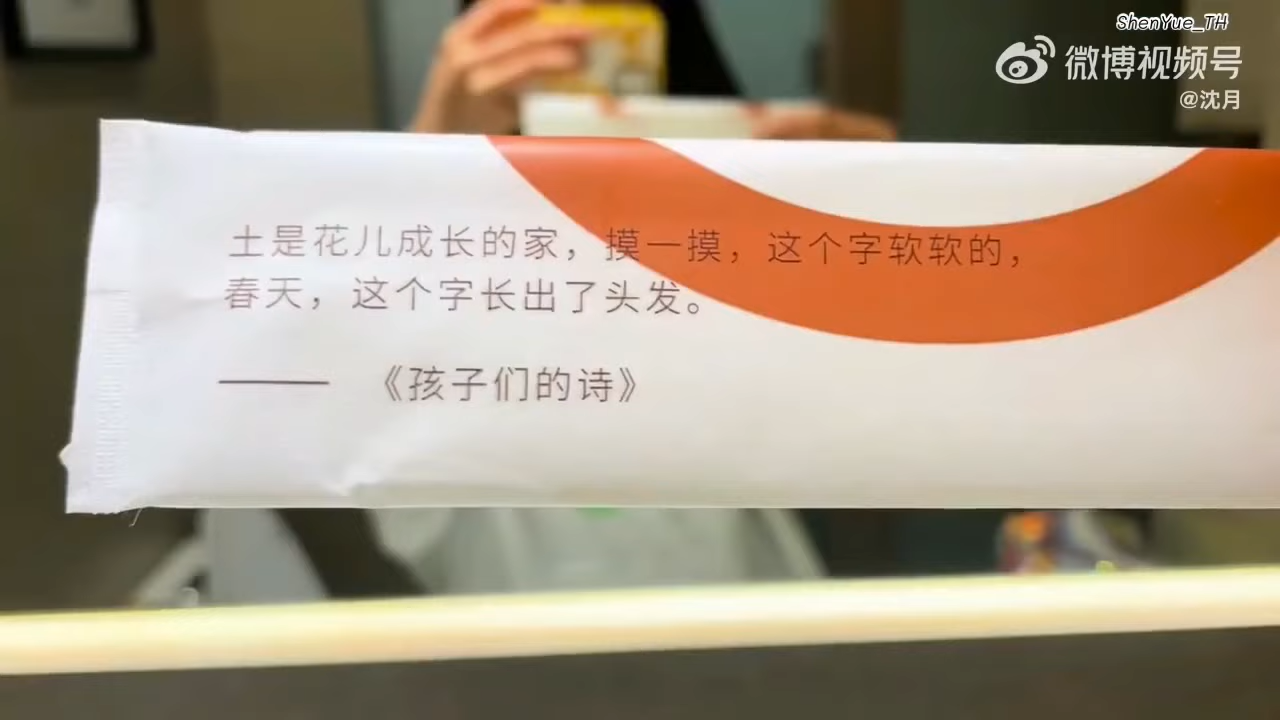 ShenYue_TH
微博视频号
@沈月
土是花儿成长的家，摸一摸，这个字软软的，
春天，这个字长出了头发。
—— 《孩子们的诗》